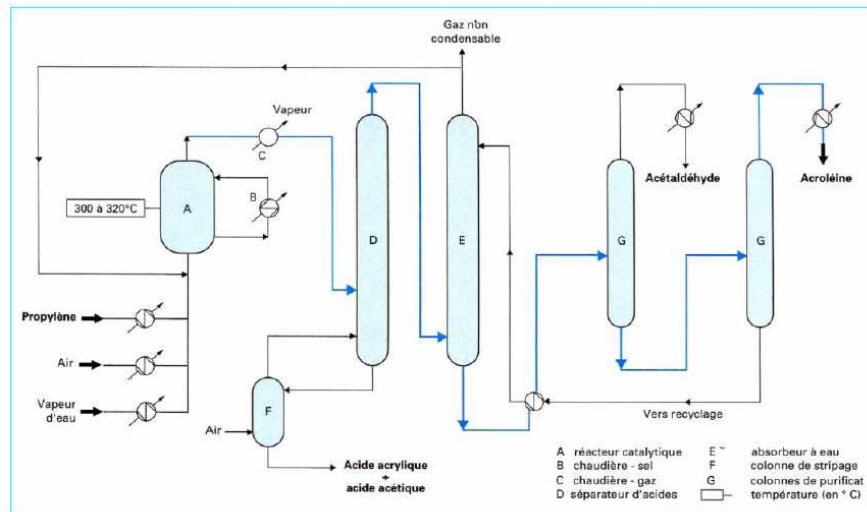 Gaz non
condensable
Vapeur
C
300 à 320°C
A
B
D
E
G
G
Acétaldéhyde
Acroléine
Propylène
Air
Vapeur
d'eau
F
Air
Vers recyclage
Acide acrylique
+
acide acétique
A réacteur catalytique
B chaudière - sel
C chaudière - gaz
D séparateur d'acides
E absorbeur à eau
F colonne de stripage
G colonnes de purificat
température (en ° C)